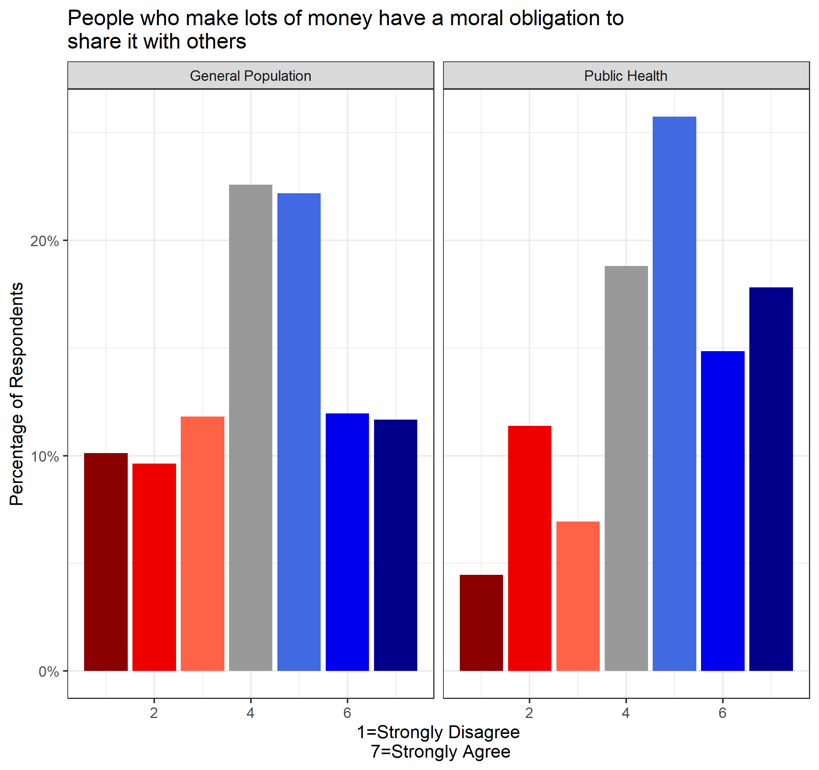 People who make lots of money have a moral obligation to
share it with others
General Population
Public Health
Percentage of Respondents
20%
10%
0%
2
4
6
2
4
6
1=Strongly Disagree
7=Strongly Agree